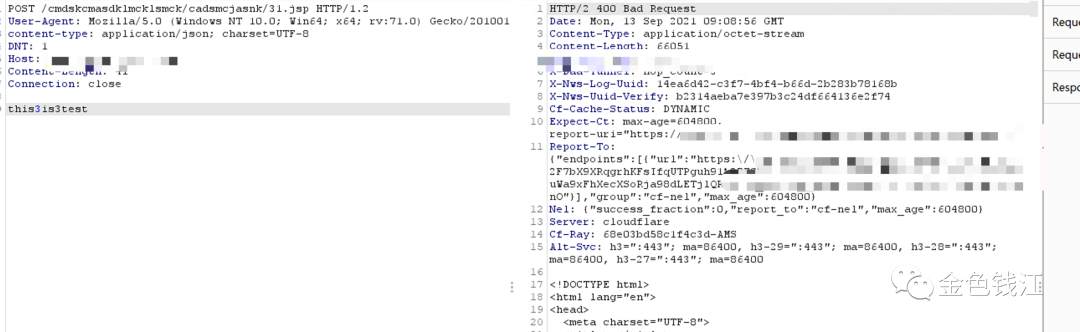 POST /cmdskcmasdklmcklsmck/cadsmcjasnk/31.jsp HTTP/1.2
User-Agent: Mozilla/5.0 (Windows NT 10.0; Win64; x64; rv:71.0) Gecko/201001
content-type: application/json; charset=UTF-8
DNT: 1
Host:
Content-Length: 41
Connection: close
this3is3test
1 HTTP/2 400 Bad Request
2 Date: Mon, 13 Sep 2021 09:08:56 GMT
3 Content-Type: application/octet-stream
4 Content-Length: 66051
7 X-Nws-Log-Uuid: 14ea6d42-c3f7-4bf4-b66d-2b283b78168b
8 X-Nws-Uuid-Verify: b2314aeba7e397b3c24df664136e2f74
9 Cf-Cache-Status: DYNAMIC
10 Expect-Ct: max-age=604800,
report-uri="https:/
11 Report-To:
{"endpoints":[{"url":"https:\/\
2F7bX9XRqgrhKFsIfqUTPguh91
uWa9xFhXecXSoRja98dLETj1QR
nO"}],"group":"cf-nel","max_age":604800}
12 Nel: {"success_fraction":0,"report_to":"cf-nel","max_age":604800}
13 Server: cloudflare
14 Cf-Ray: 68e03bd58c1f4c3d-AMS
15 Alt-Svc: h3=":443"; ma=86400, h3-29=":443"; ma=86400, h3-28=":443";
ma=86400, h3-27=":443"; ma=86400
16
17 <!DOCTYPE html>
18 <html lang="en">
19 <head>
20 <meta charset="UTF-8">
Reque
Reque
Respo
金色钱江